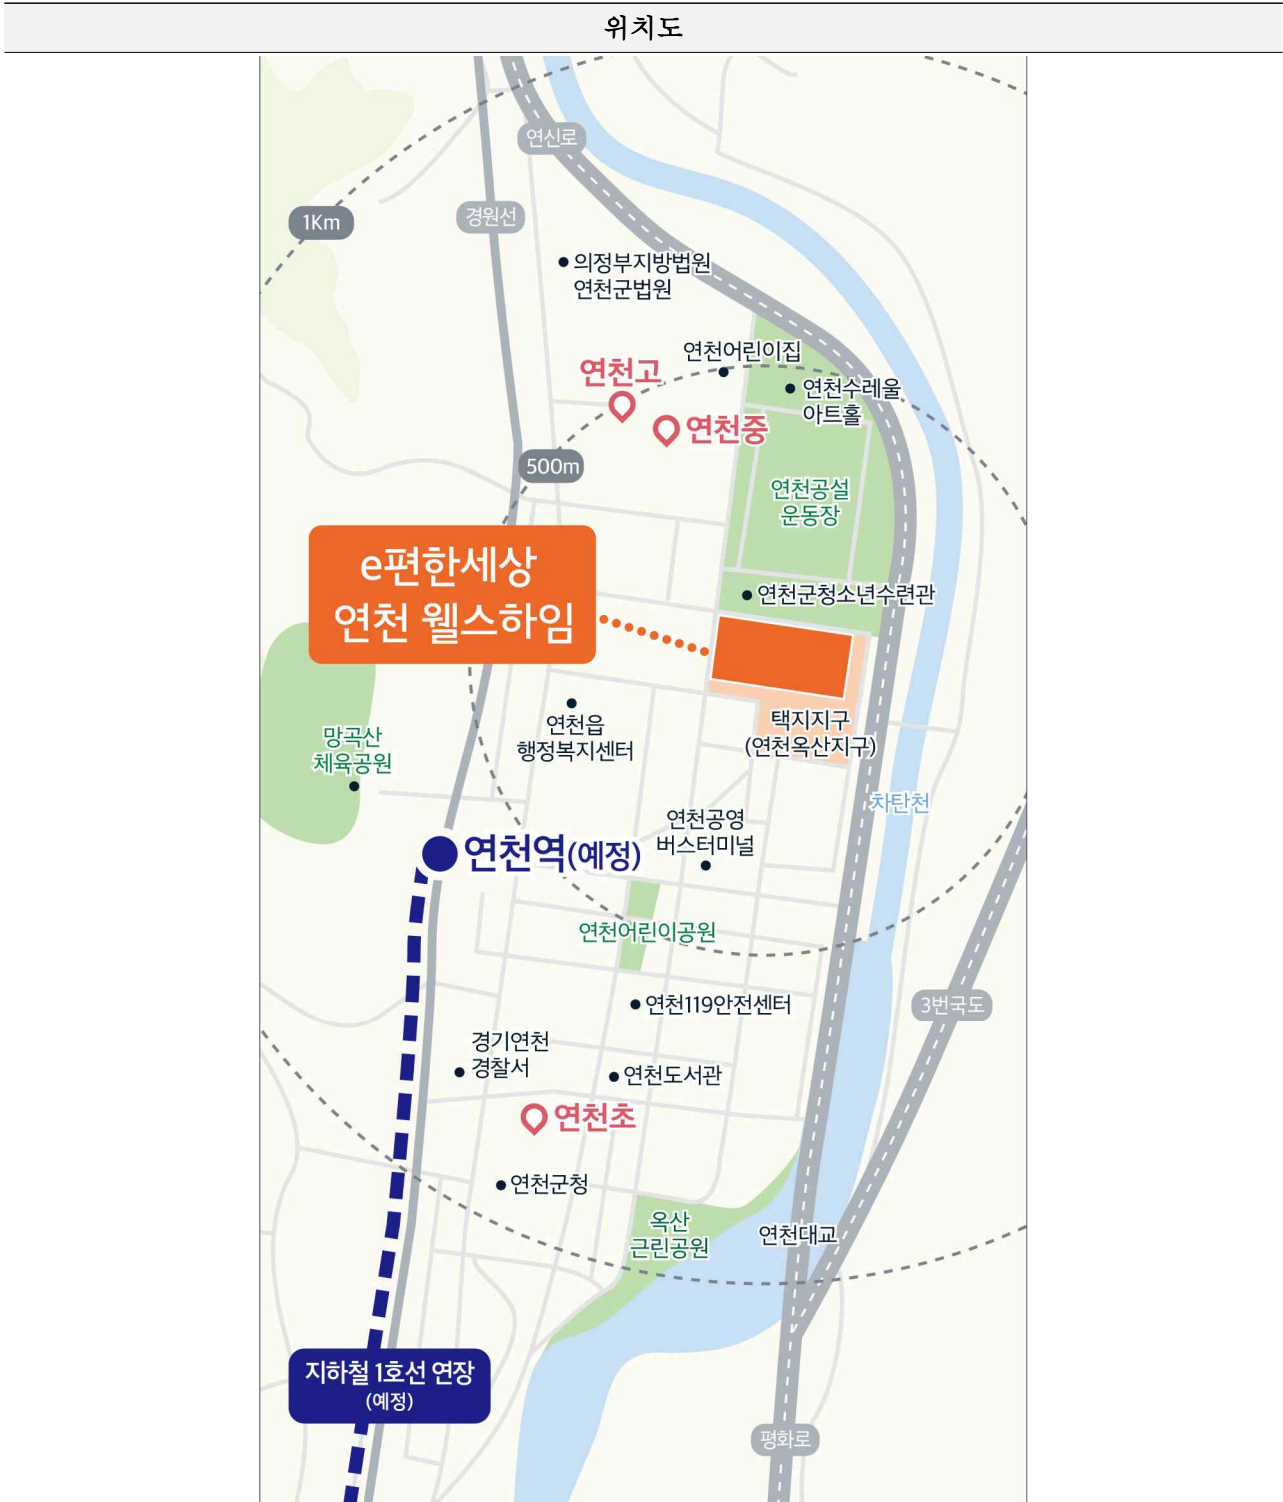 위치도
연신로
1Km
경원선
의정부지방법원
연천군법원
연천어린이집
연천고
연천수레울
아트홀
연천중
500m
연천공설
운동장
e편한세상
연천 웰스하임
연천군청소년수련관
연천읍
행정복지센터
택지지구
(연천옥산지구)
망곡산
체육공원
차탄천
연천공영
버스터미널
연천역(예정)
연천어린이공원
연천119안전센터
3번국도
경기연천
경찰서
연천도서관
연천초
연천군청
옥산
근린공원
연천대교
지하철 1호선 연장
(예정)
평화로